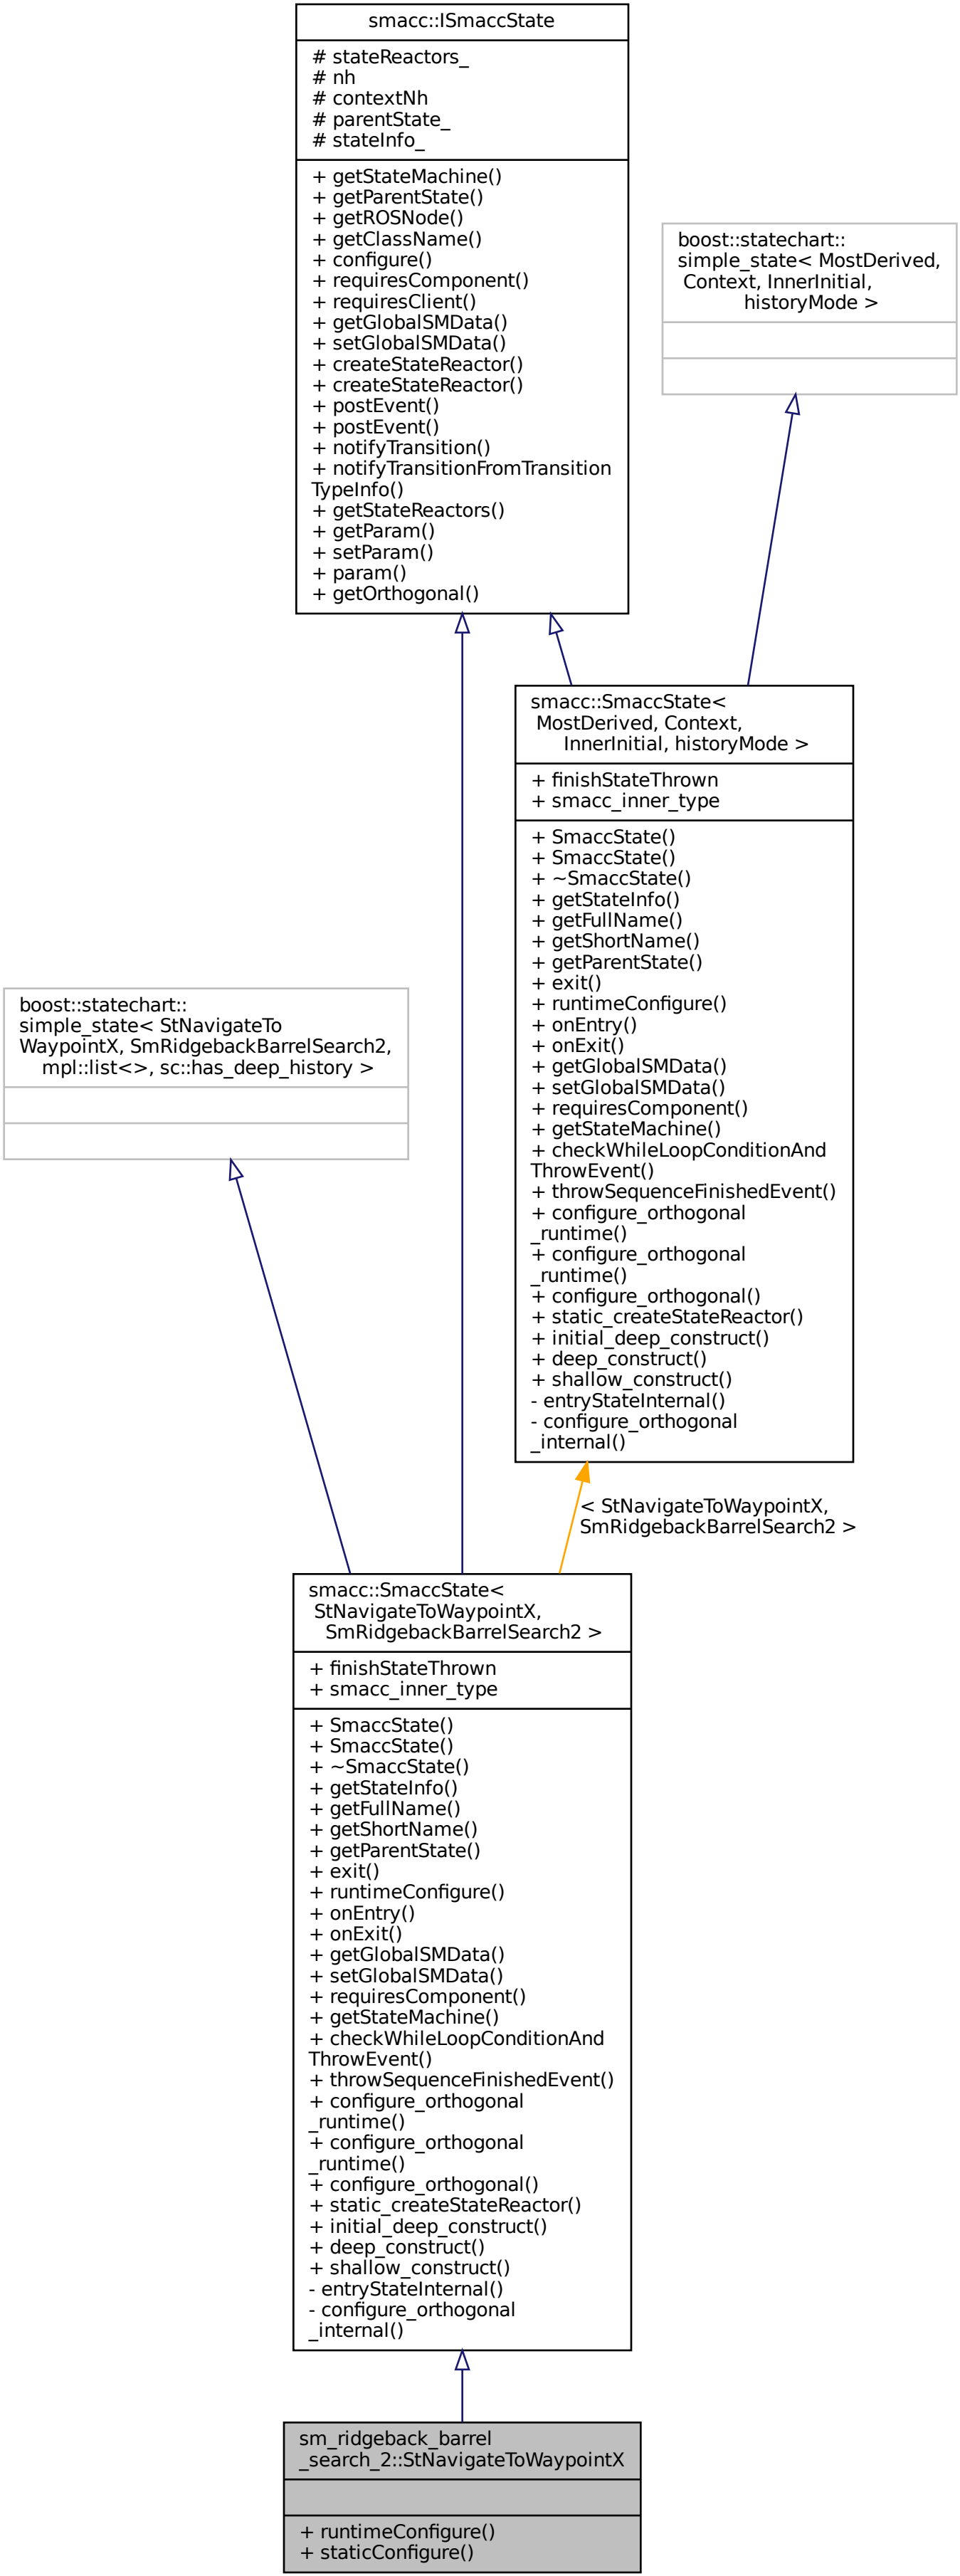 smacc::ISmaccState
# stateReactors_
# nh
# contextNh
# parentState_
# stateInfo_
+ getStateMachine()
+ getParentState()
+ getROSNode()
+ getClassName()
+ configure()
+ requiresComponent()
+ requiresClient()
+ getGlobalSMData()
+ setGlobalSMData()
+ createStateReactor()
+ createStateReactor()
+ postEvent()
+ postEvent()
+ notifyTransition()
+ notifyTransitionFromTransition
TypeInfo()
+ getStateReactors()
+ getParam()
+ setParam()
+ param()
+ getOrthogonal()
boost::statechart::
simple_state< MostDerived,
Context, InnerInitial,
historyMode >
smacc::SmaccState<
MostDerived, Context,
InnerInitial, historyMode >
+ finishStateThrown
+ smacc_inner_type
+ SmaccState()
+ SmaccState()
+ ~SmaccState()
+ getStateInfo()
+ getFullName()
+ getShortName()
+ getParentState()
+ exit()
+ runtimeConfigure()
+ onEntry()
+ onExit()
+ getGlobalSMData()
+ setGlobalSMData()
+ requiresComponent()
+ getStateMachine()
+ checkWhileLoopConditionAnd
ThrowEvent()
+ throwSequenceFinishedEvent()
+ configure_orthogonal
_runtime()
+ configure_orthogonal
_runtime()
+ configure_orthogonal()
+ static_createStateReactor()
+ initial_deep_construct()
+ deep_construct()
+ shallow_construct()
- entryStateInternal()
- configure_orthogonal
_internal()
boost::statechart::
simple_state< StNavigateTo
WaypointX, SmRidgebackBarrelSearch2,
mpl::list<>, sc::has_deep_history >
< StNavigateToWaypointX,
SmRidgebackBarrelSearch2 >
smacc::SmaccState<
StNavigateToWaypointX,
SmRidgebackBarrelSearch2 >
+ finishStateThrown
+ smacc_inner_type
+ SmaccState()
+ SmaccState()
+ ~SmaccState()
+ getStateInfo()
+ getFullName()
+ getShortName()
+ getParentState()
+ exit()
+ runtimeConfigure()
+ onEntry()
+ onExit()
+ getGlobalSMData()
+ setGlobalSMData()
+ requiresComponent()
+ getStateMachine()
+ checkWhileLoopConditionAnd
ThrowEvent()
+ throwSequenceFinishedEvent()
+ configure_orthogonal
_runtime()
+ configure_orthogonal
_runtime()
+ configure_orthogonal()
+ static_createStateReactor()
+ initial_deep_construct()
+ deep_construct()
+ shallow_construct()
- entryStateInternal()
- configure_orthogonal
_internal()
sm_ridgeback_barrel
_search_2::StNavigateToWaypointX
+ runtimeConfigure()
+ staticConfigure()